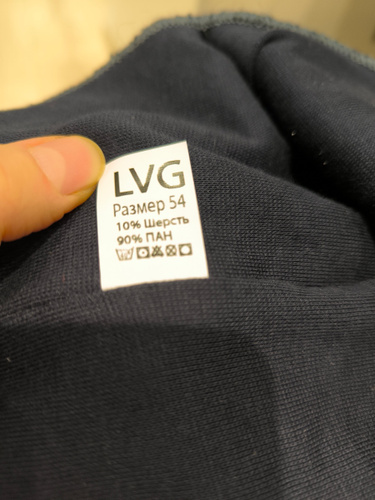 LVG
Размер 54
10% Шерсть
90% ПАН